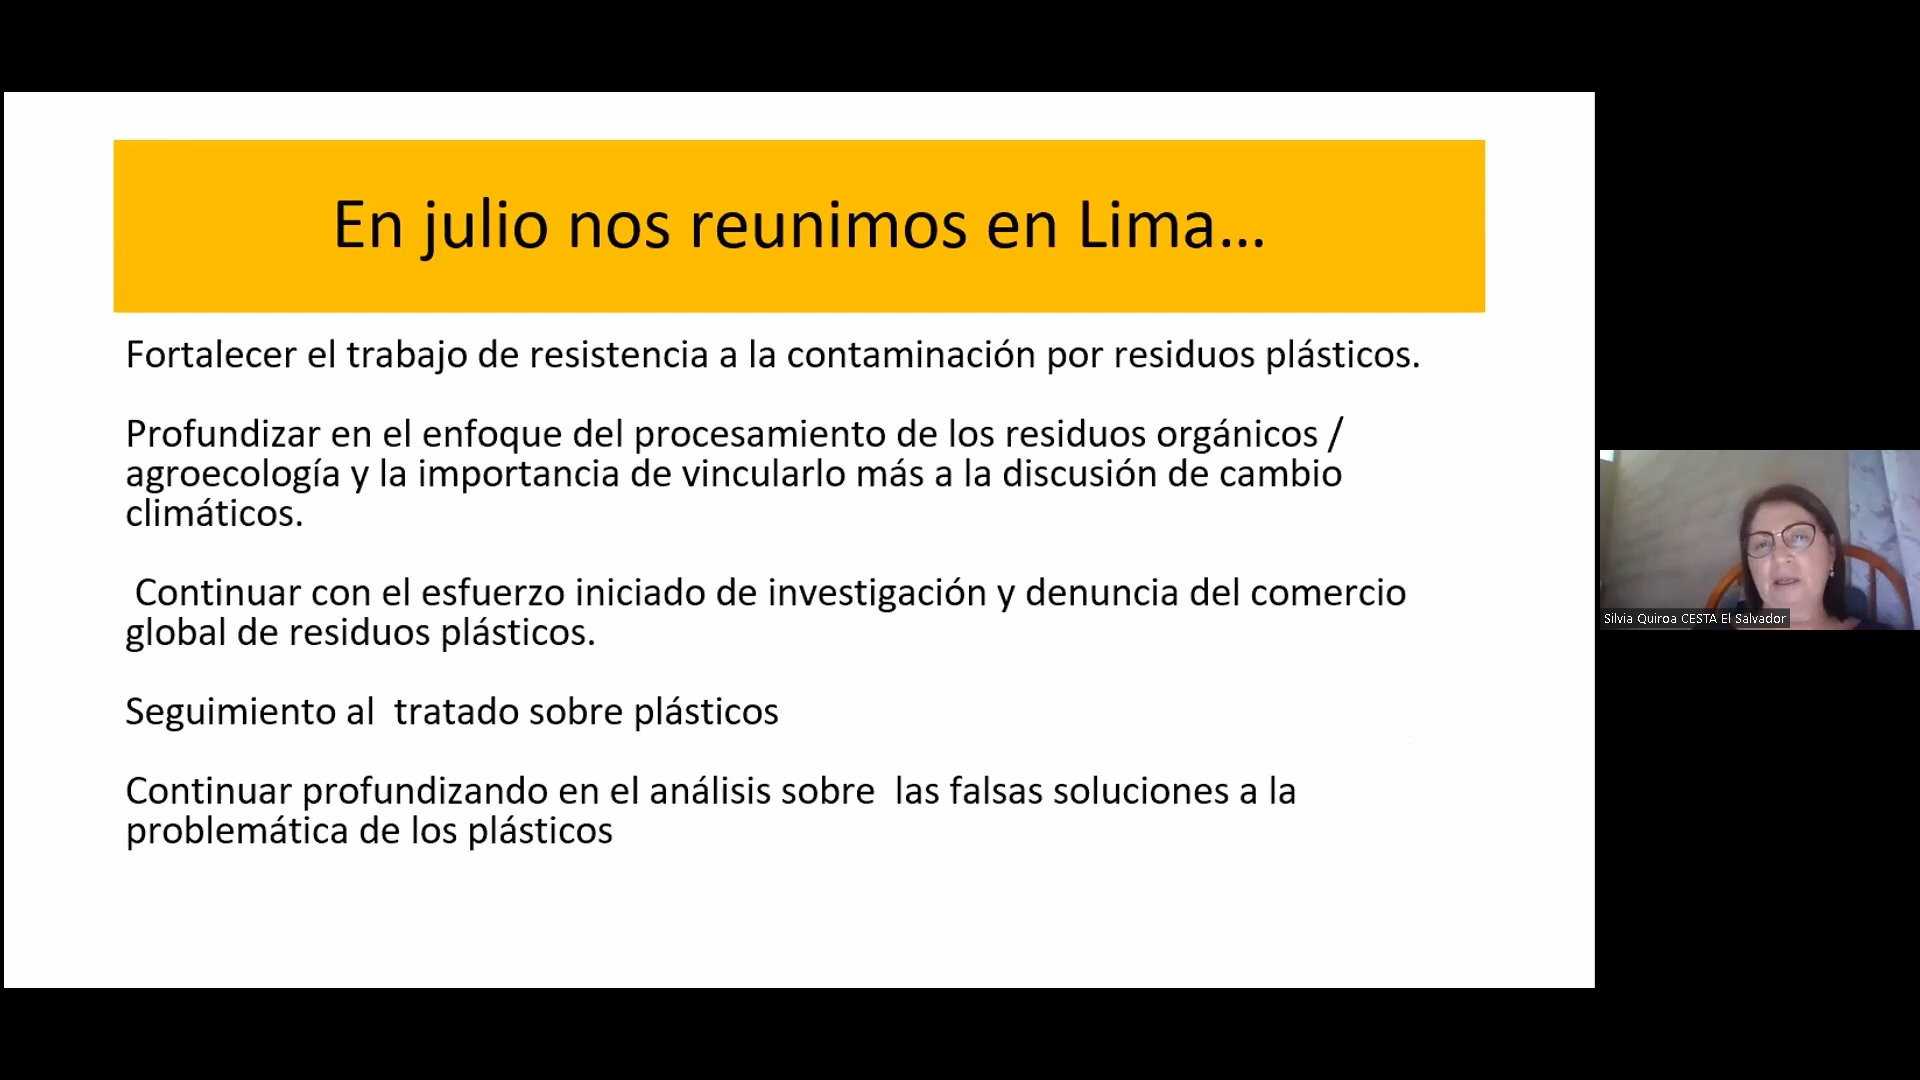 En julio nos reunimos en Lima...
Fortalecer el trabajo de resistencia a la contaminación por residuos plásticos.
Profundizar en el enfoque del procesamiento de los residuos orgánicos /
agroecología y la importancia de vincularlo más a la discusión de cambio
climáticos.
Continuar con el esfuerzo iniciado de investigación y denuncia del comercio
global de residuos plásticos.
Seguimiento al  tratado sobre plásticos
Continuar profundizando en el análisis sobre  las falsas soluciones a la
problemática de los plásticos
Silvia Quiroa CESTA El Salvador